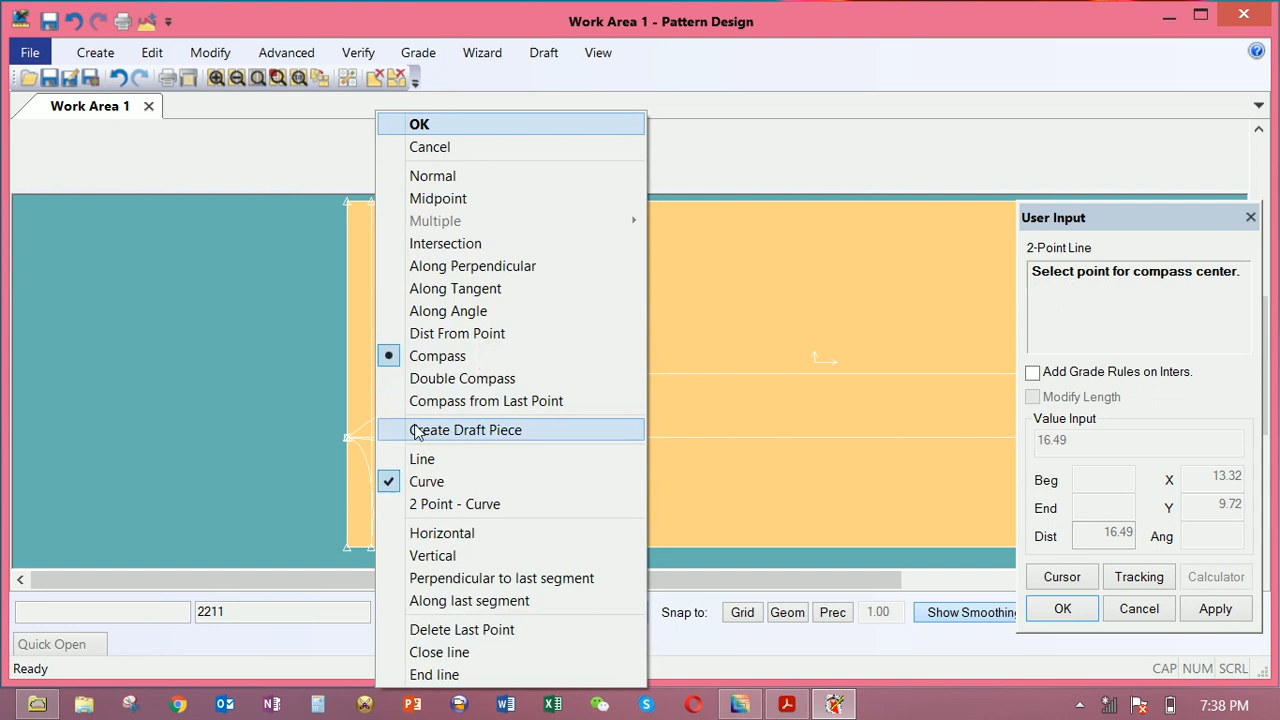 Work Area 1 - Pattern Design
File Create Edit Modify Advanced Verify Grade Wizard Draft View
Work Area 1
OK
Cancel
Normal
Midpoint
Multiple
Intersection
Along Perpendicular
Along Tangent
Along Angle
Dist From Point
Compass
Double Compass
Compass from Last Point
Create Draft Piece
Line
Curve
2 Point - Curve
Horizontal
Vertical
Perpendicular to last segment
Along last segment
Delete Last Point
Close line
End line
User Input
2-Point Line
Select point for compass center.
Add Grade Rules on Inters.
Modify Length
Value Input
16.49
Beg X 13.32
End Y 9.72
Dist 16.49 Ang
Cursor Tracking Calculator
OK Cancel Apply
2211 Snap to: Grid Geom Prec 1.00 Show Smoothing
Quick Open
Ready CAP NUM SCRL
7:38 PM